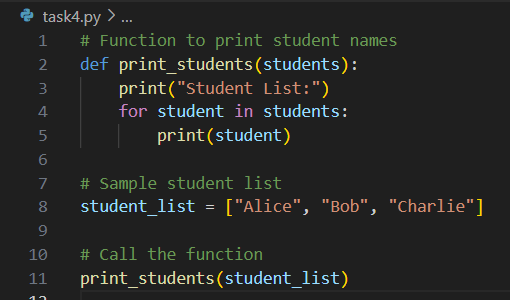 task4.py > ...
1 # Function to print student names
2 def print_students(students):
3     print("Student List:")
4     for student in students:
5         print(student)
6
7 # Sample student list
8 student_list = ["Alice", "Bob", "Charlie"]
9
10 # Call the function
11 print_students(student_list)